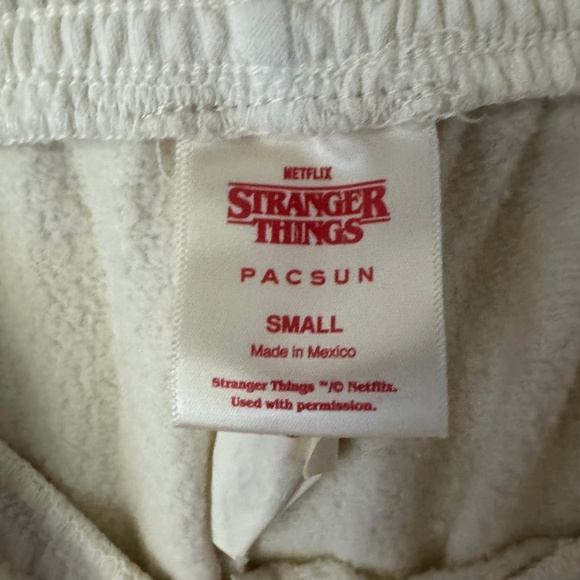 NETFLIX
STRANGER
THINGS
PACSUN
SMALL
Made in Mexico
Stranger Things ™/© Netflix.
Used with permission.